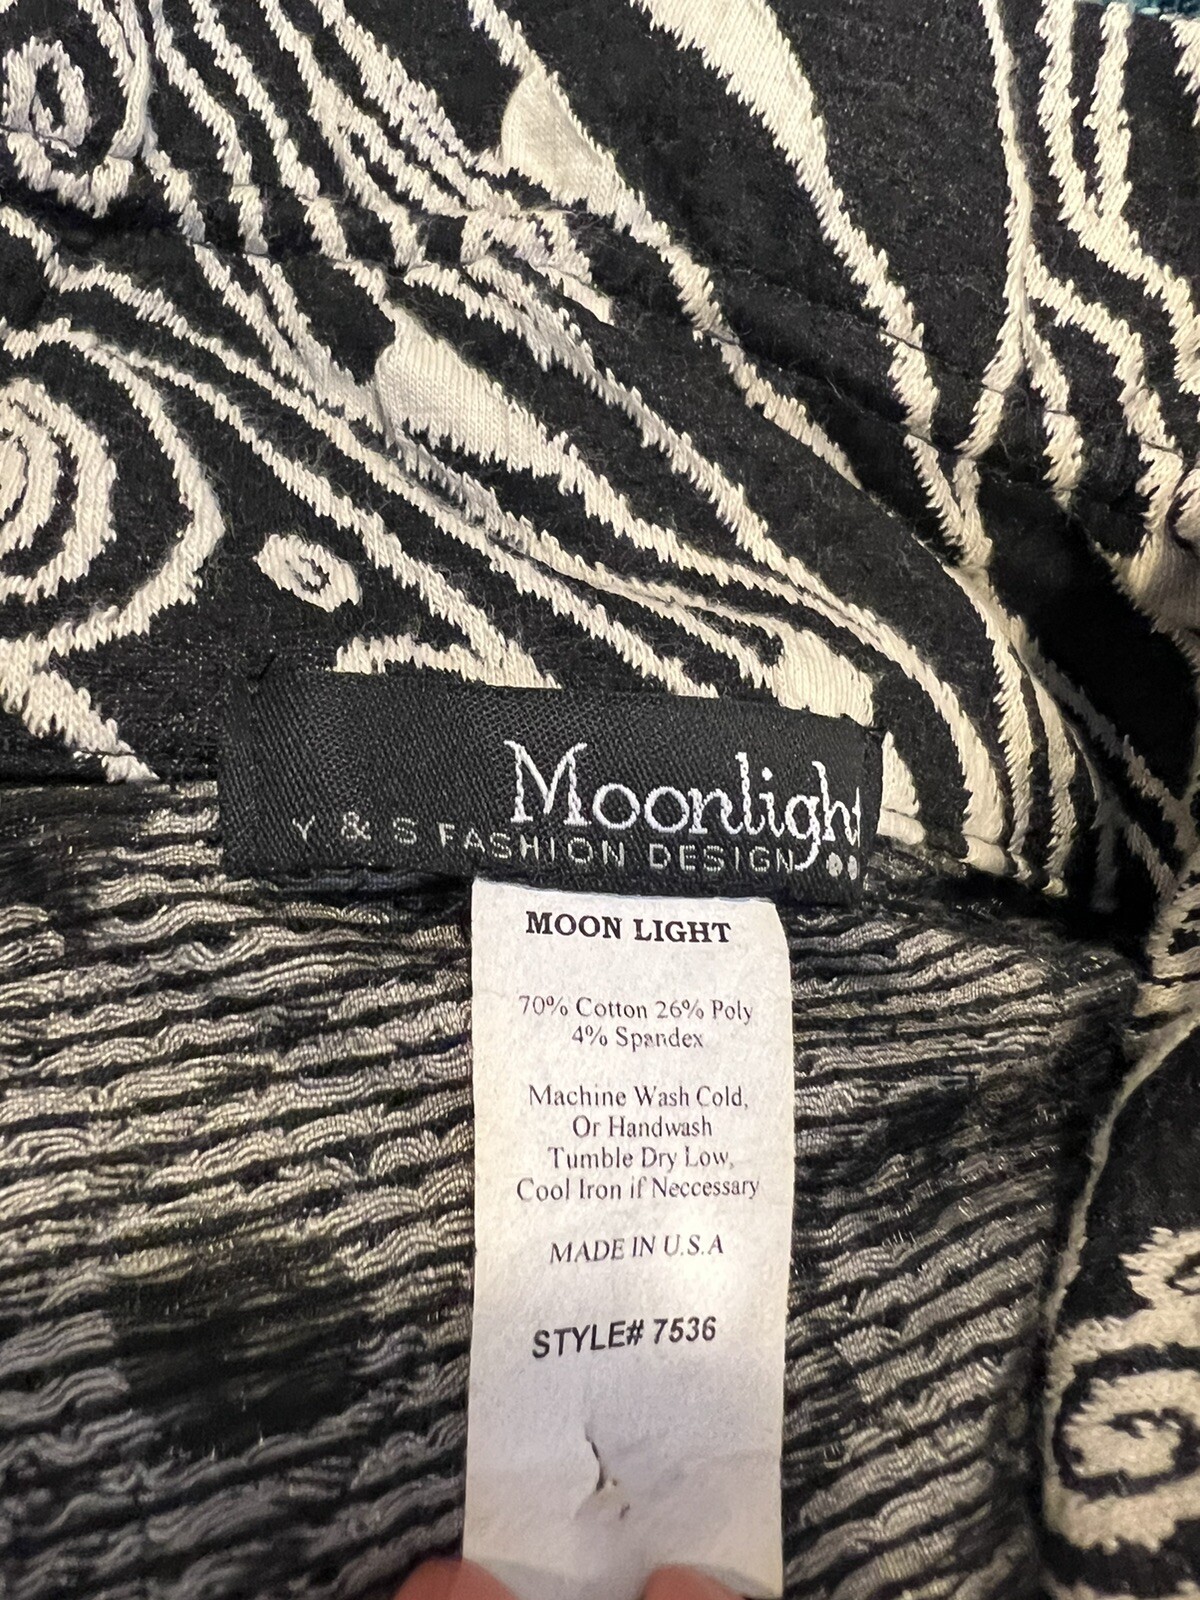 Moonlight
Y & S FASHION DESIGN
MOON LIGHT
70% Cotton 26% Poly
4% Spandex
Machine Wash Cold,
Or Handwash
Tumble Dry Low,
Cool Iron if Neccessary
MADE IN U.S.A
STYLE# 7536